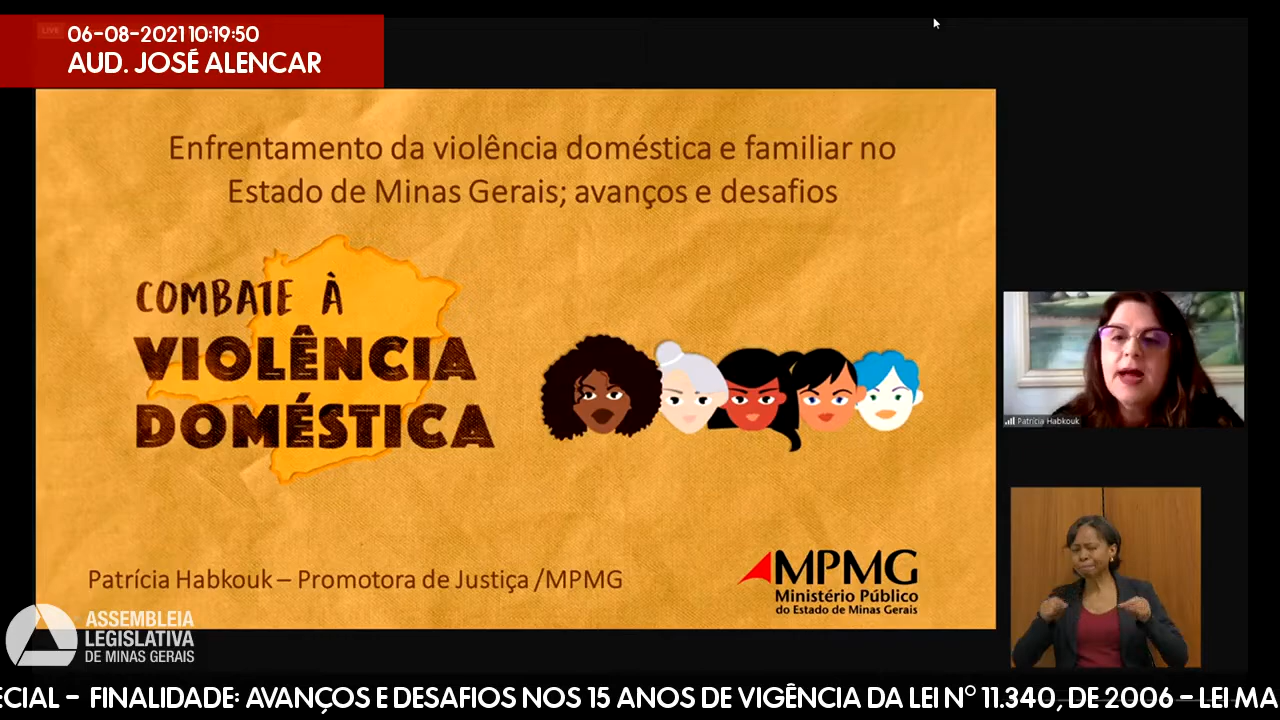 LIVE
06-08-2021 10:19:50
AUD. JOSÉ ALENCAR
Enfrentamento da violência doméstica e familiar no
Estado de Minas Gerais; avanços e desafios
COMBATE À
VIOLÊNCIA
DOMÉSTICA
Patrícia Habkouk – Promotora de Justiça /MPMG
MPMG
Ministério Público
do Estado de Minas Gerais
Patrícia Habkouk
ASSEMBLEIA
LEGISLATIVA
DE MINAS GERAIS
ECIAL - FINALIDADE: AVANÇOS E DESAFIOS NOS 15 ANOS DE VIGÊNCIA DA LEI N° 11.340, DE 2006 - LEI MA